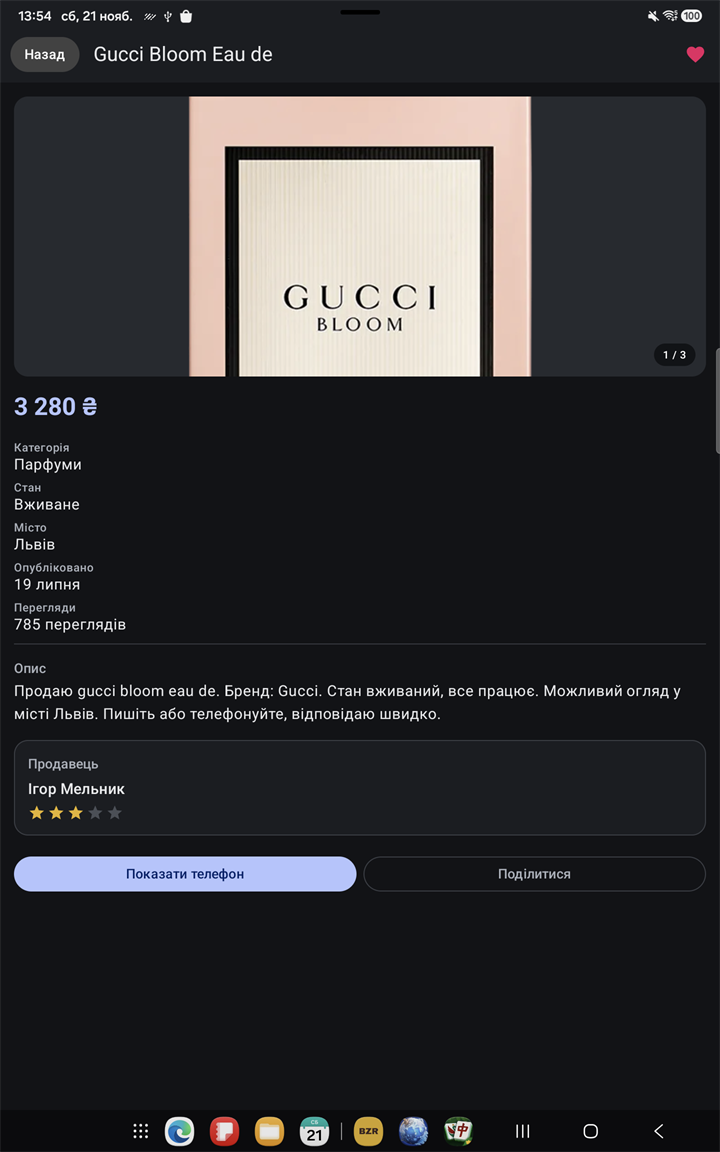 13:54 сб, 21 нояб.
100
Назад
Gucci Bloom Eau de
GUCCI
BLOOM
1 / 3
3 280 ₴
Категорія
Парфуми
Стан
Вживане
Місто
Львів
Опубліковано
19 липня
Перегляди
785 переглядів
Опис
Продаю gucci bloom eau de. Бренд: Gucci. Стан вживаний, все працює. Можливий огляд у
місті Львів. Пишіть або телефонуйте, відповідаю швидко.
Продавець
Ігор Мельник
Показати телефон
Поділитися
СБ
21
BZR
中